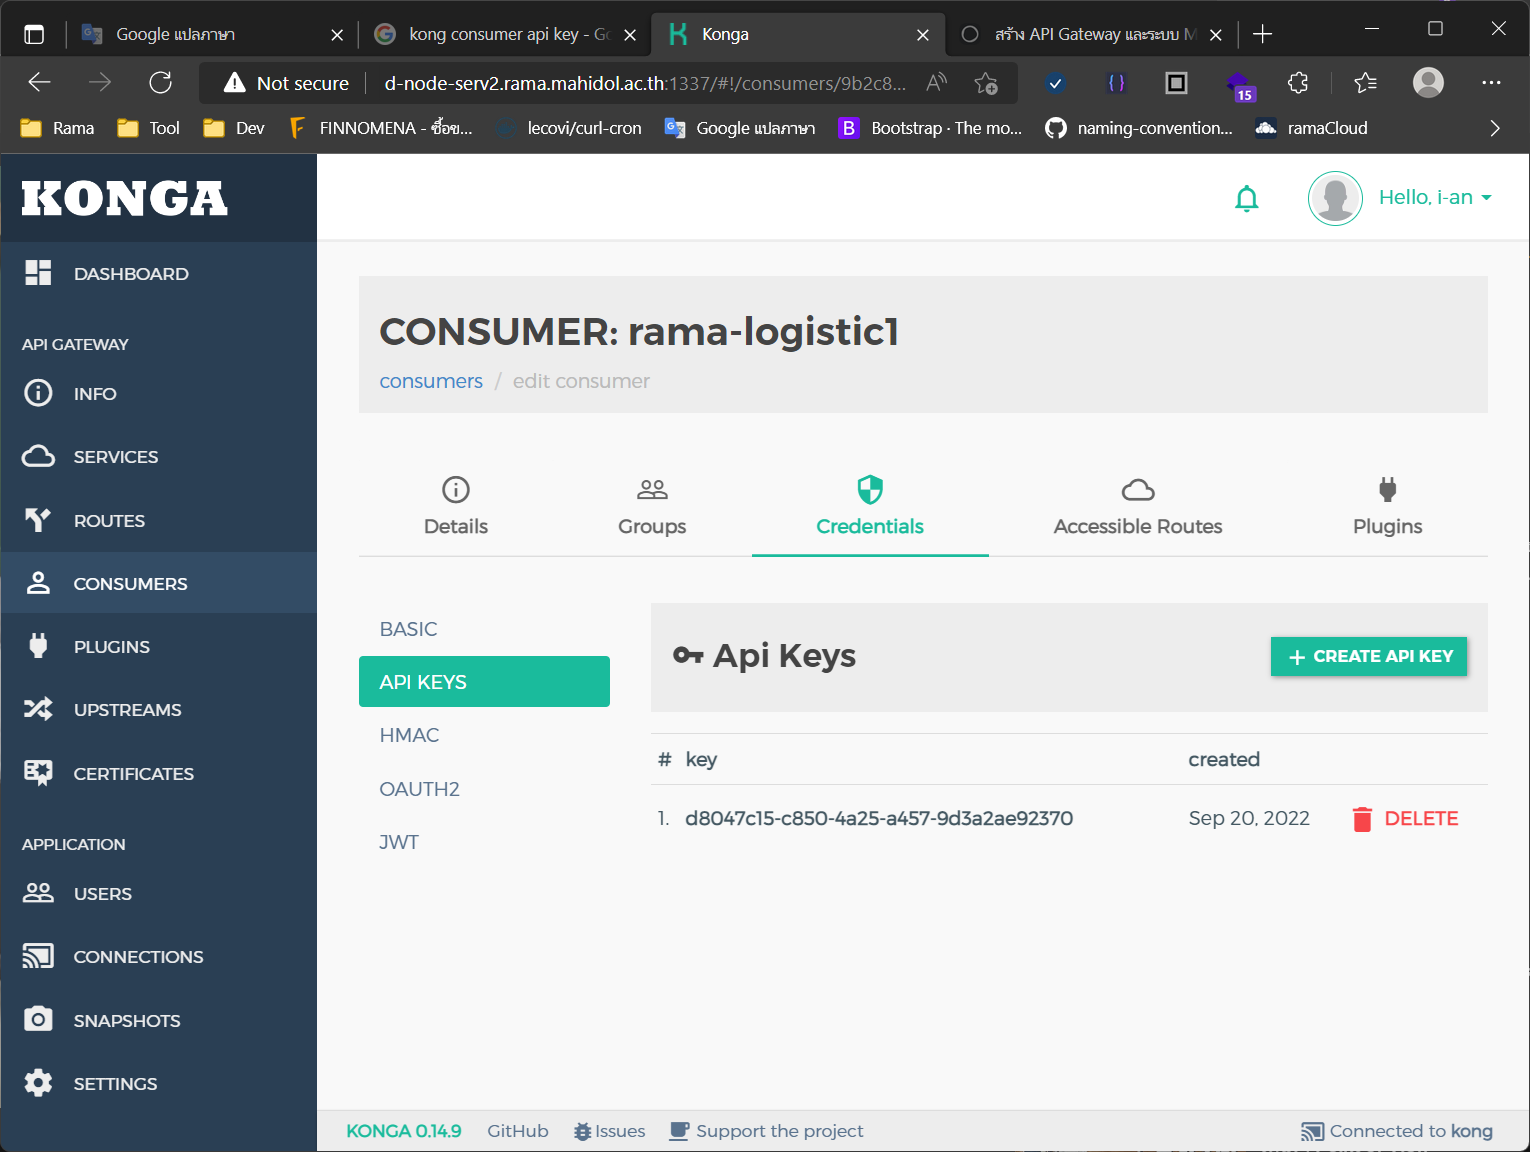 Google แปลภาษา
kong consumer api key - Go
Konga
สร้าง API Gateway และระบบ M
Not secure
d-node-serv2.rama.mahidol.ac.th:1337/#!/consumers/9b2c8...
15
Rama
Tool
Dev
FINNOMENA - ซื้อข...
lecovi/curl-cron
Google แปลภาษา
Bootstrap · The mo...
naming-convention...
ramaCloud
KONGA
Hello, i-an
DASHBOARD
API GATEWAY
INFO
SERVICES
ROUTES
CONSUMERS
PLUGINS
UPSTREAMS
CERTIFICATES
APPLICATION
USERS
CONNECTIONS
SNAPSHOTS
SETTINGS
CONSUMER: rama-logistic1
consumers / edit consumer
Details
Groups
Credentials
Accessible Routes
Plugins
BASIC
API KEYS
HMAC
OAUTH2
JWT
Api Keys
+ CREATE API KEY
# key created
1. d8047c15-c850-4a25-a457-9d3a2ae92370 Sep 20, 2022 DELETE
KONGA 0.14.9 GitHub Issues Support the project Connected to kong